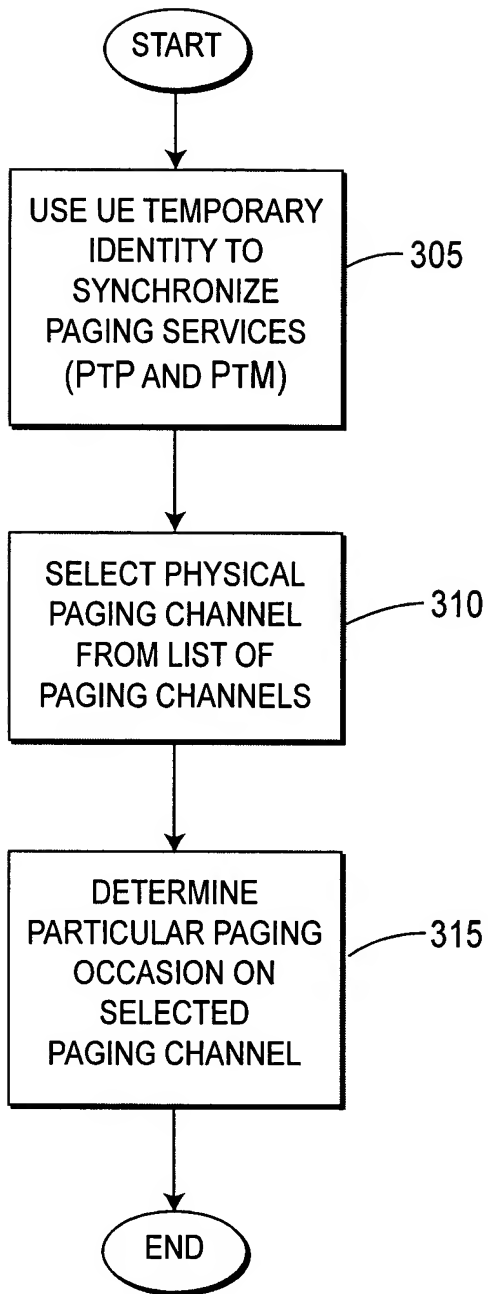 START
USE UE TEMPORARY
IDENTITY TO
SYNCHRONIZE
PAGING SERVICES
(PTP AND PTM)
305
SELECT PHYSICAL
PAGING CHANNEL
FROM LIST OF
PAGING CHANNELS
310
DETERMINE
PARTICULAR PAGING
OCCASION ON
SELECTED
PAGING CHANNEL
315
END